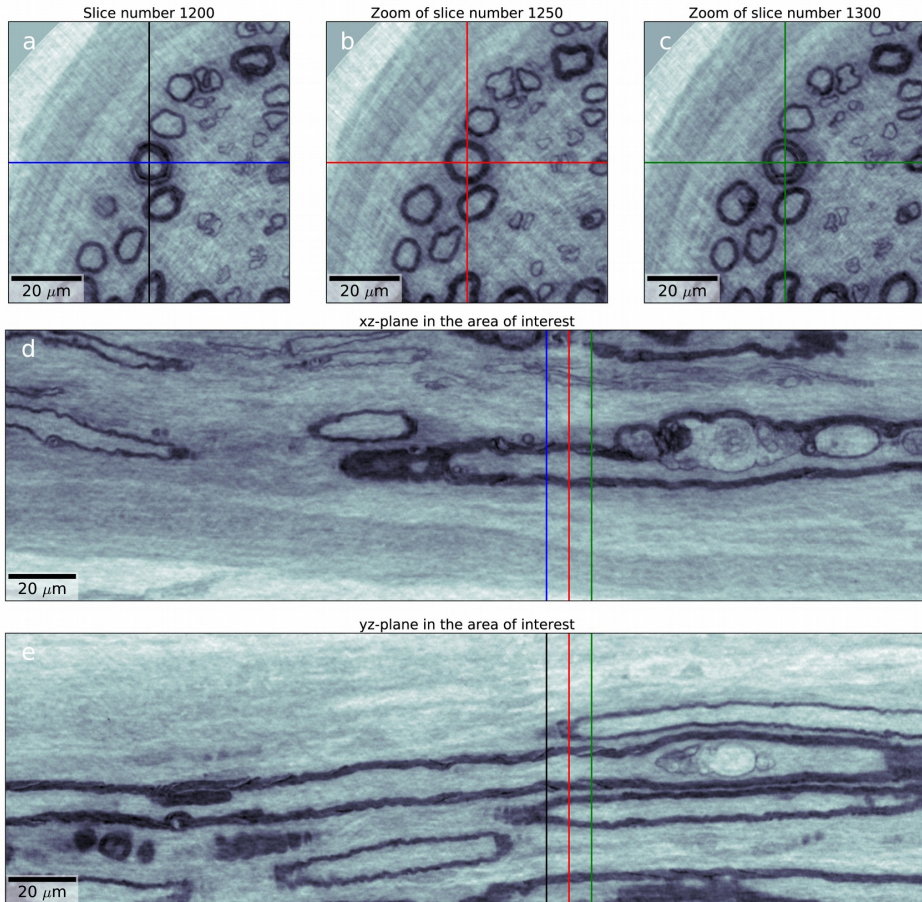 Slice number 1200
Zoom of slice number 1250
Zoom of slice number 1300
a
b
c
20 μm
20 μm
20 μm
xz-plane in the area of interest
d
20 μm
yz-plane in the area of interest
e
20 μm